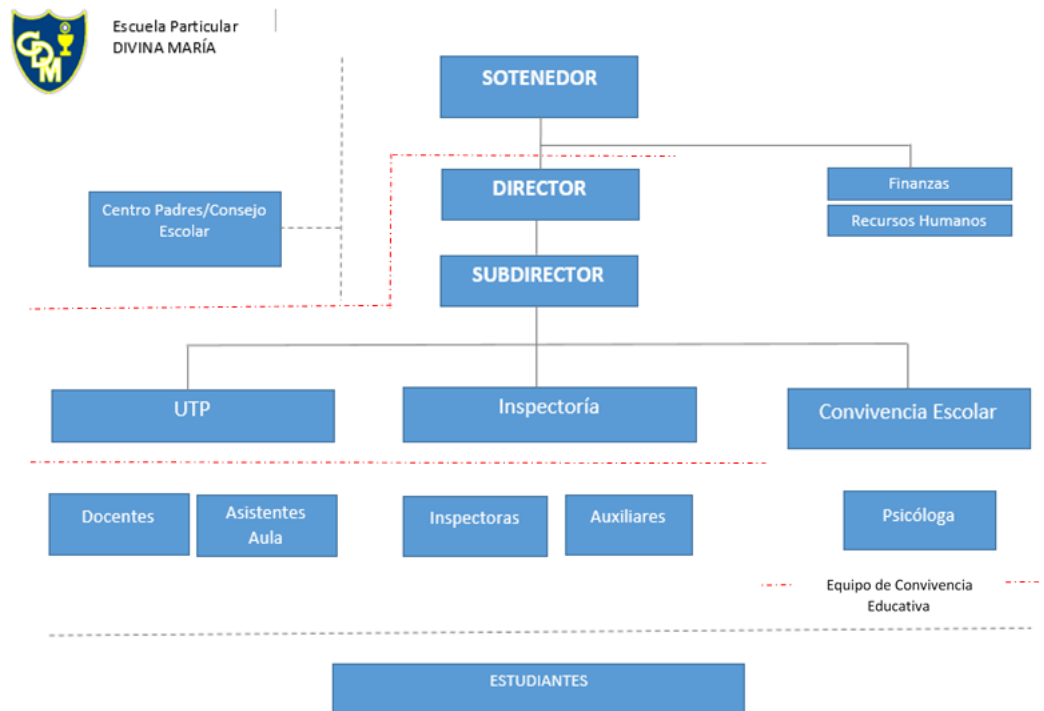 CDM
Escuela Particular
DIVINA MARÍA
SOTENEDOR
DIRECTOR
Finanzas
Centro Padres/Consejo
Escolar
Recursos Humanos
SUBDIRECTOR
UTP
Inspectoría
Convivencia Escolar
Docentes
Asistentes
Aula
Inspectoras
Auxiliares
Psicóloga
Equipo de Convivencia
Educativa
ESTUDIANTES